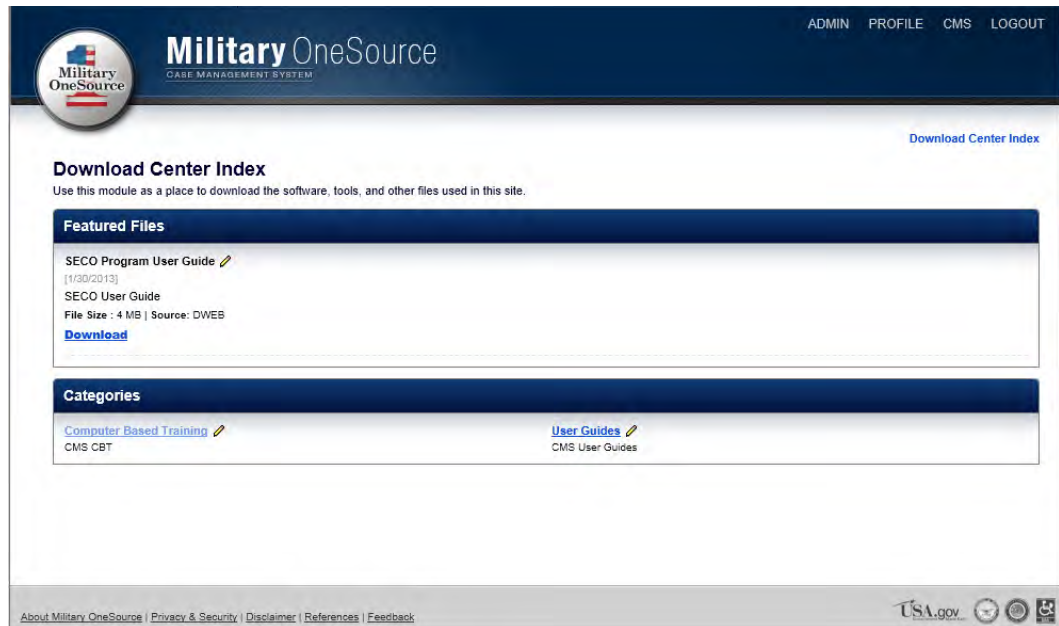 ADMIN PROFILE CMS LOGOUT
Military OneSource
Military OneSource
CASE MANAGEMENT SYSTEM
Download Center Index
Download Center Index
Use this module as a place to download the software, tools, and other files used in this site.
Featured Files
SECO Program User Guide
[1/30/2013]
SECO User Guide
File Size : 4 MB | Source: DWEB
Download
Categories
Computer Based Training
CMS CBT
User Guides
CMS User Guides
About Military OneSource | Privacy & Security | Disclaimer | References | Feedback
USA.gov